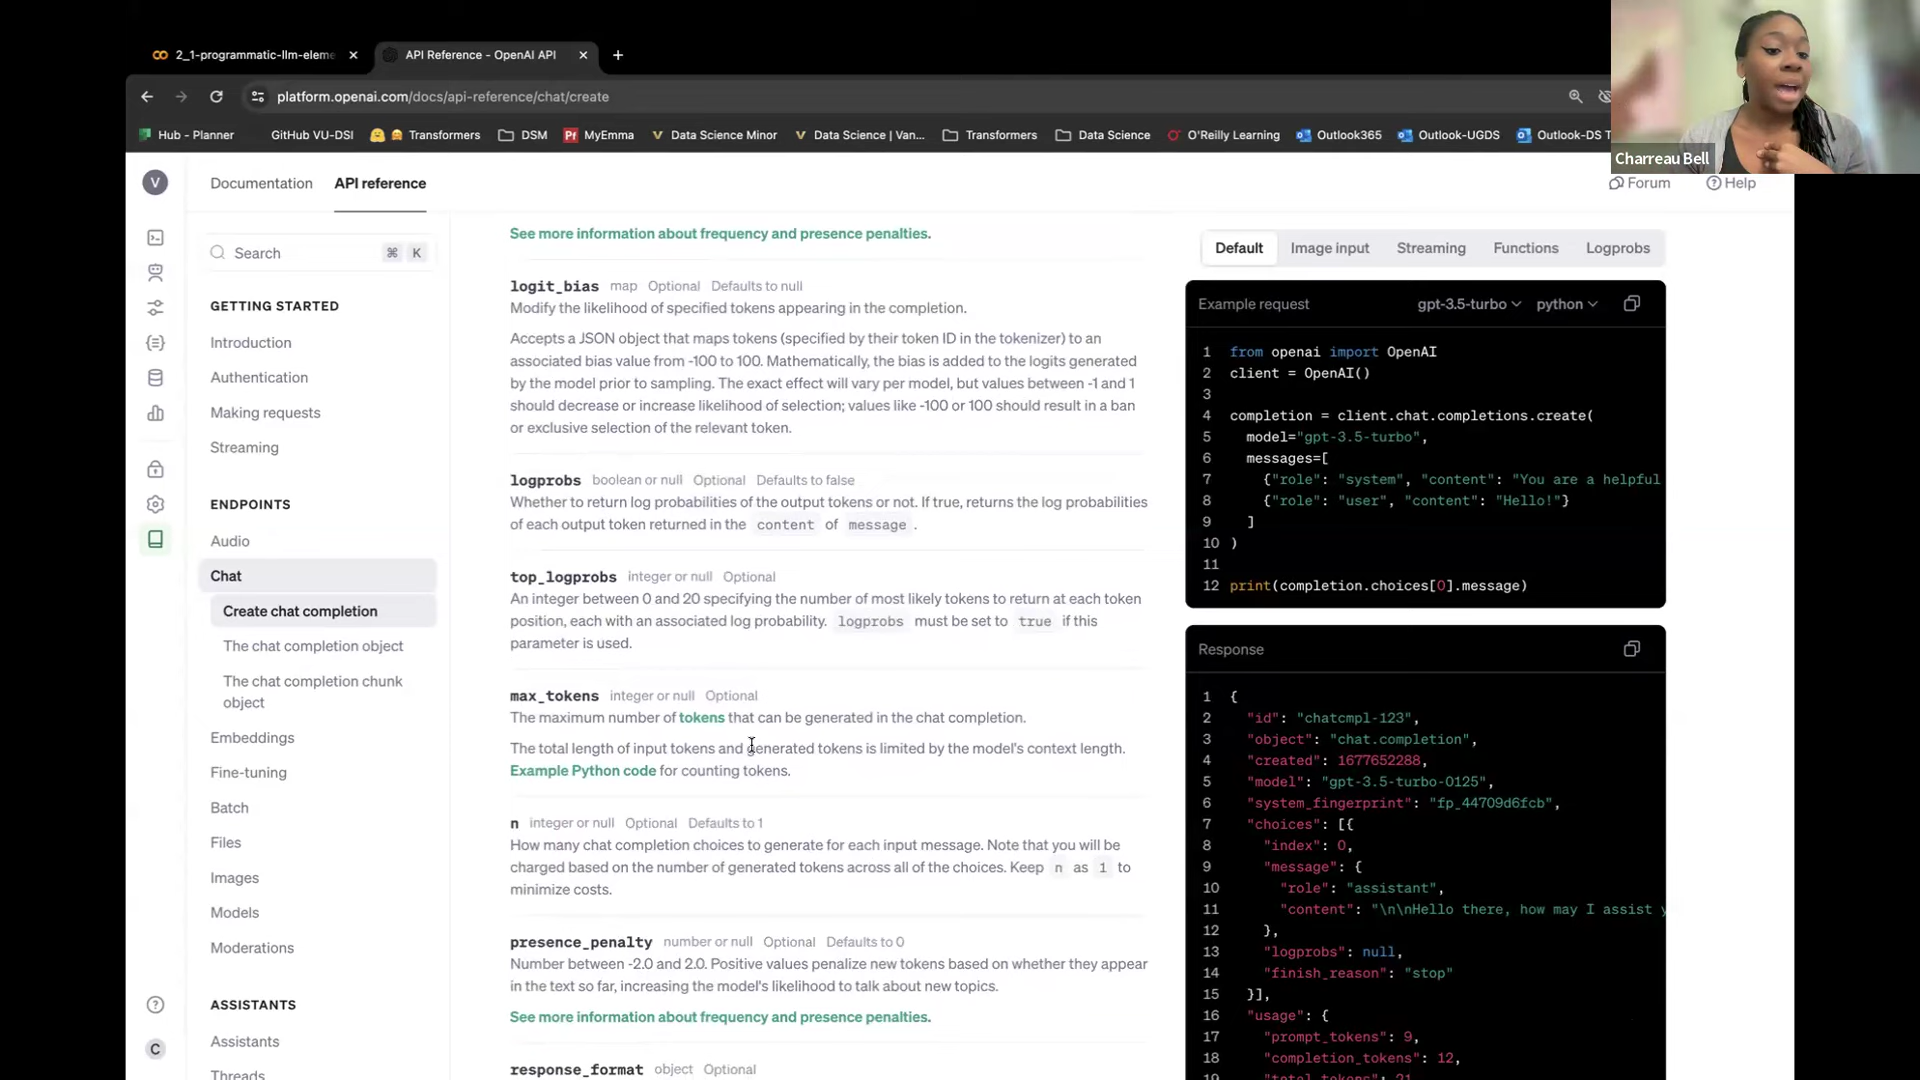 2_1-programmatic-llm-eleme
API Reference - OpenAI API
platform.openai.com/docs/api-reference/chat/create
Hub - Planner GitHub VU-DSI Transformers DSM MyEmma Data Science Minor Data Science | Van... Transformers Data Science O'Reilly Learning Outlook365 Outlook-UGDS Outlook-DS T
Charreau Bell
V
Documentation API reference
Forum Help
Search ⌘ K
GETTING STARTED
Introduction
Authentication
Making requests
Streaming
ENDPOINTS
Audio
Chat
Create chat completion
The chat completion object
The chat completion chunk
object
Embeddings
Fine-tuning
Batch
Files
Images
Models
Moderations
ASSISTANTS
Assistants
Threads
C
See more information about frequency and presence penalties.
logit_bias map Optional Defaults to null
Modify the likelihood of specified tokens appearing in the completion.
Accepts a JSON object that maps tokens (specified by their token ID in the tokenizer) to an
associated bias value from -100 to 100. Mathematically, the bias is added to the logits generated
by the model prior to sampling. The exact effect will vary per model, but values between -1 and 1
should decrease or increase likelihood of selection; values like -100 or 100 should result in a ban
or exclusive selection of the relevant token.
logprobs boolean or null Optional Defaults to false
Whether to return log probabilities of the output tokens or not. If true, returns the log probabilities
of each output token returned in the content of message.
top_logprobs integer or null Optional
An integer between 0 and 20 specifying the number of most likely tokens to return at each token
position, each with an associated log probability. logprobs must be set to true if this
parameter is used.
max_tokens integer or null Optional
The maximum number of tokens that can be generated in the chat completion.
The total length of input tokens and generated tokens is limited by the model's context length.
Example Python code for counting tokens.
n integer or null Optional Defaults to 1
How many chat completion choices to generate for each input message. Note that you will be
charged based on the number of generated tokens across all of the choices. Keep n as 1 to
minimize costs.
presence_penalty number or null Optional Defaults to 0
Number between -2.0 and 2.0. Positive values penalize new tokens based on whether they appear
in the text so far, increasing the model's likelihood to talk about new topics.
See more information about frequency and presence penalties.
response_format object Optional
Default Image input Streaming Functions Logprobs
Example request gpt-3.5-turbo python
1 from openai import OpenAI
2 client = OpenAI()
3
4 completion = client.chat.completions.create(
5 model="gpt-3.5-turbo",
6 messages=[
7 {"role": "system", "content": "You are a helpful
8 {"role": "user", "content": "Hello!"}
9 ]
10 )
11
12 print(completion.choices[0].message)
Response
1 {
2 "id": "chatcmpl-123",
3 "object": "chat.completion",
4 "created": 1677652288,
5 "model": "gpt-3.5-turbo-0125",
6 "system_fingerprint": "fp_44709d6fcb",
7 "choices": [{
8 "index": 0,
9 "message": {
10 "role": "assistant",
11 "content": "\n\nHello there, how may I assist y
12 },
13 "logprobs": null,
14 "finish_reason": "stop"
15 }],
16 "usage": {
17 "prompt_tokens": 9,
18 "completion_tokens": 12,
19 "total_tokens": 21